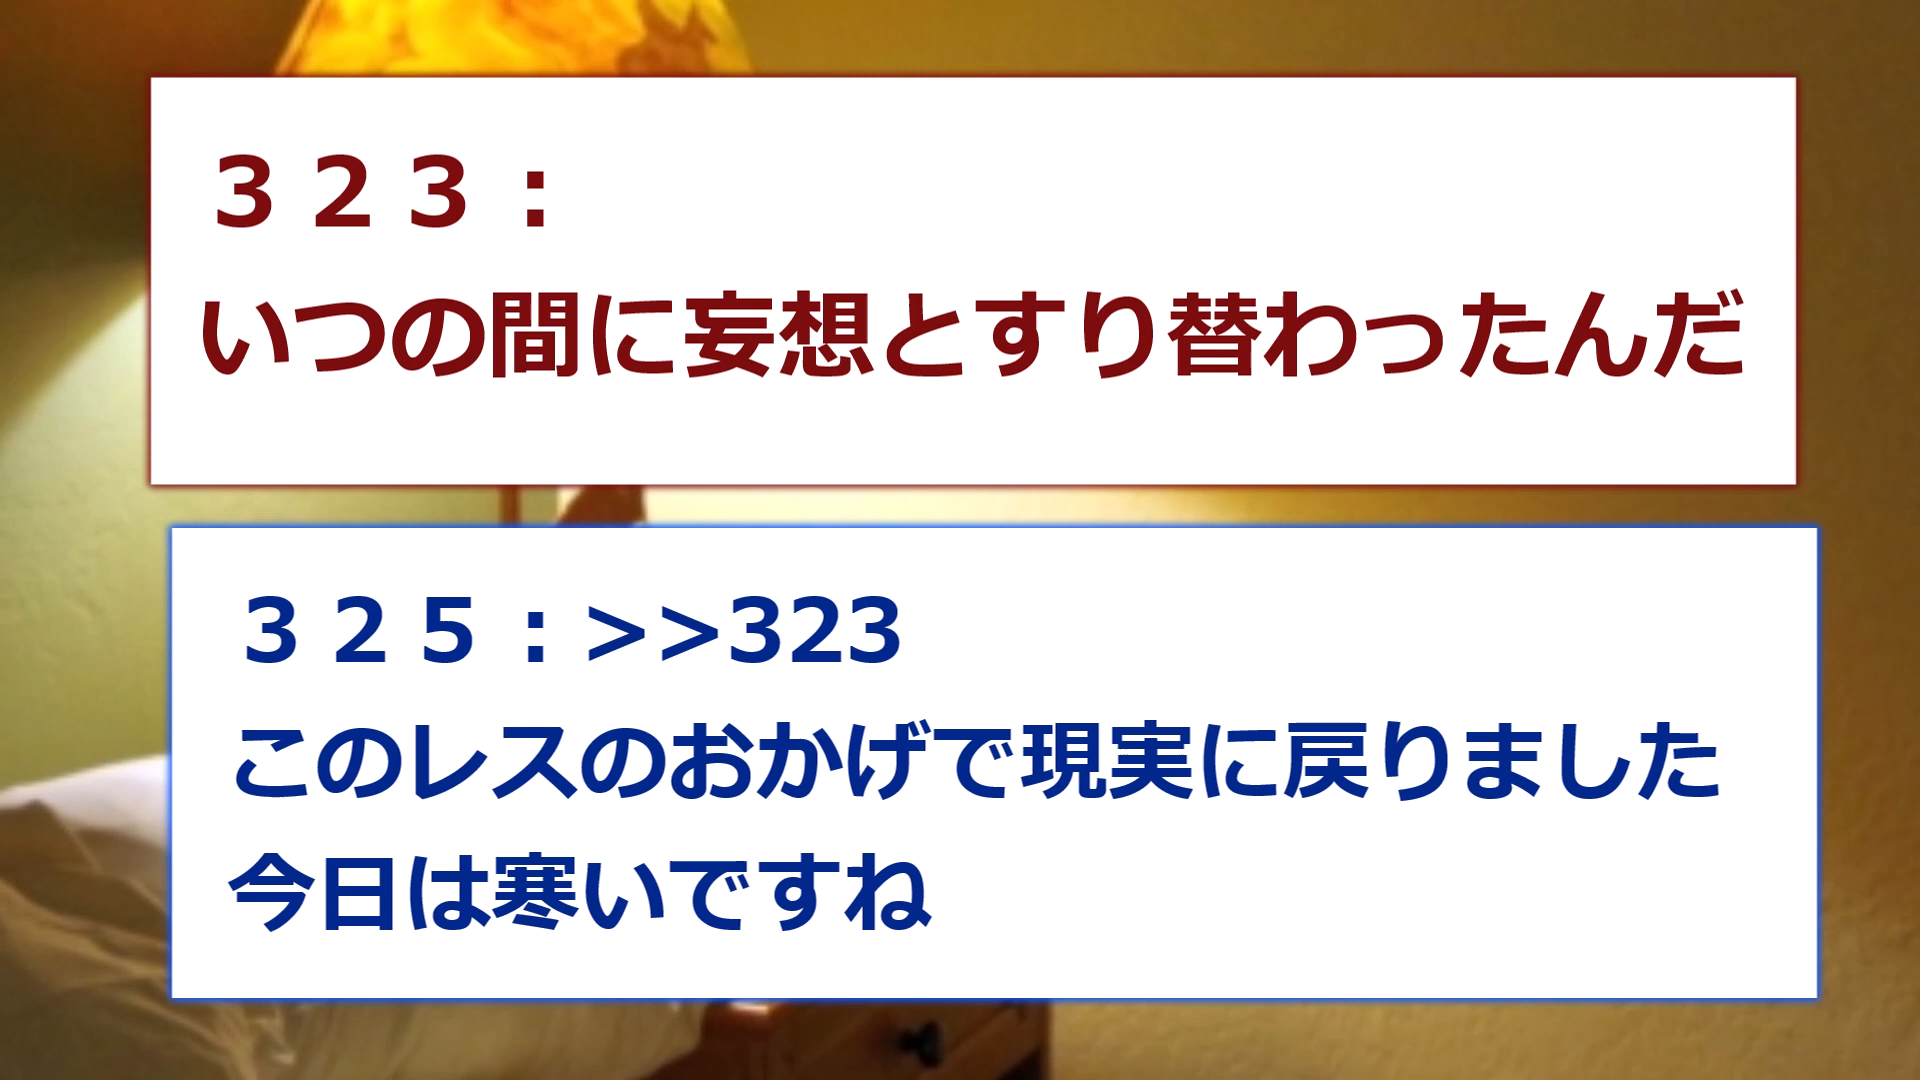 ３２３：
いつの間に妄想とすり替わったんだ
３２５：>>323
このレスのおかげで現実に戻りました
今日は寒いですね